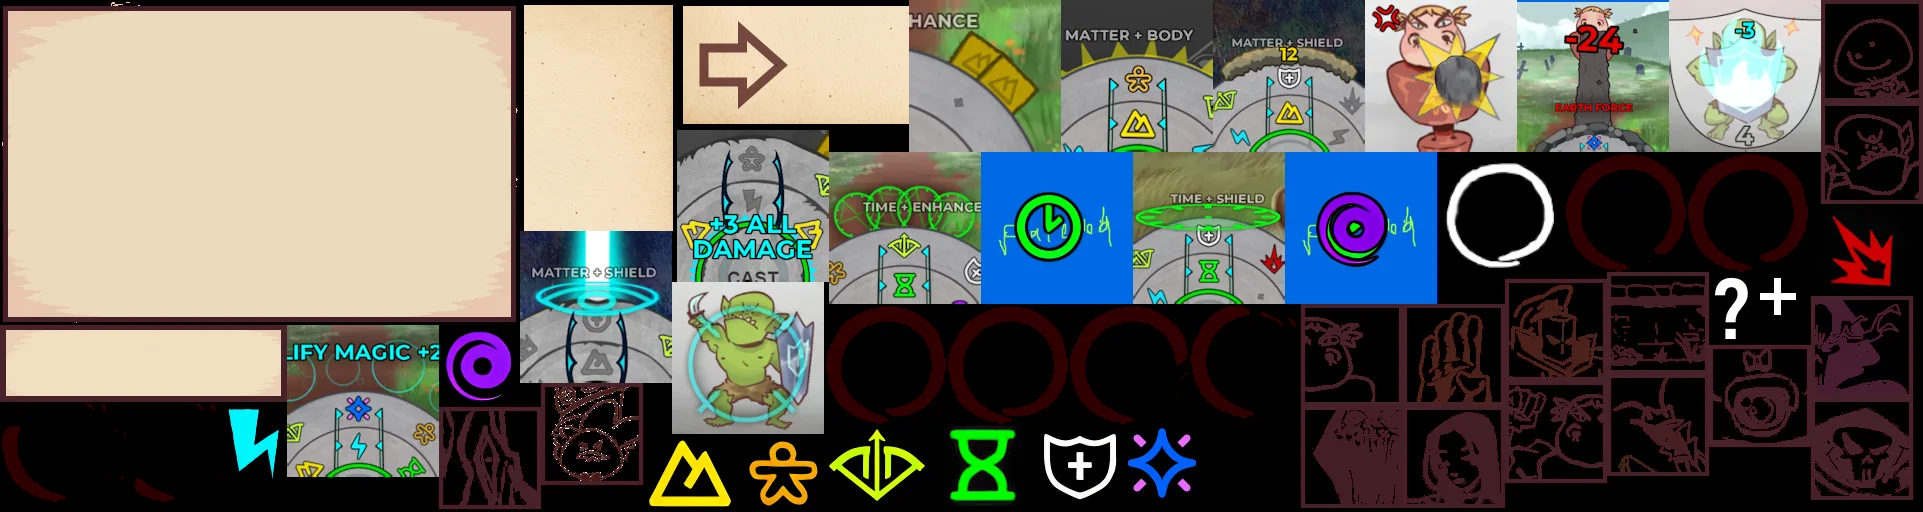 HANCE
MATTER + BODY
MATTER + SHIELD
12
-24
EARTH FORCE
-3
4
+3 ALL
DAMAGE
CAST
TIME + ENHANCE
TIME + SHIELD
MATTER + SHIELD
LIFY MAGIC +2
?+